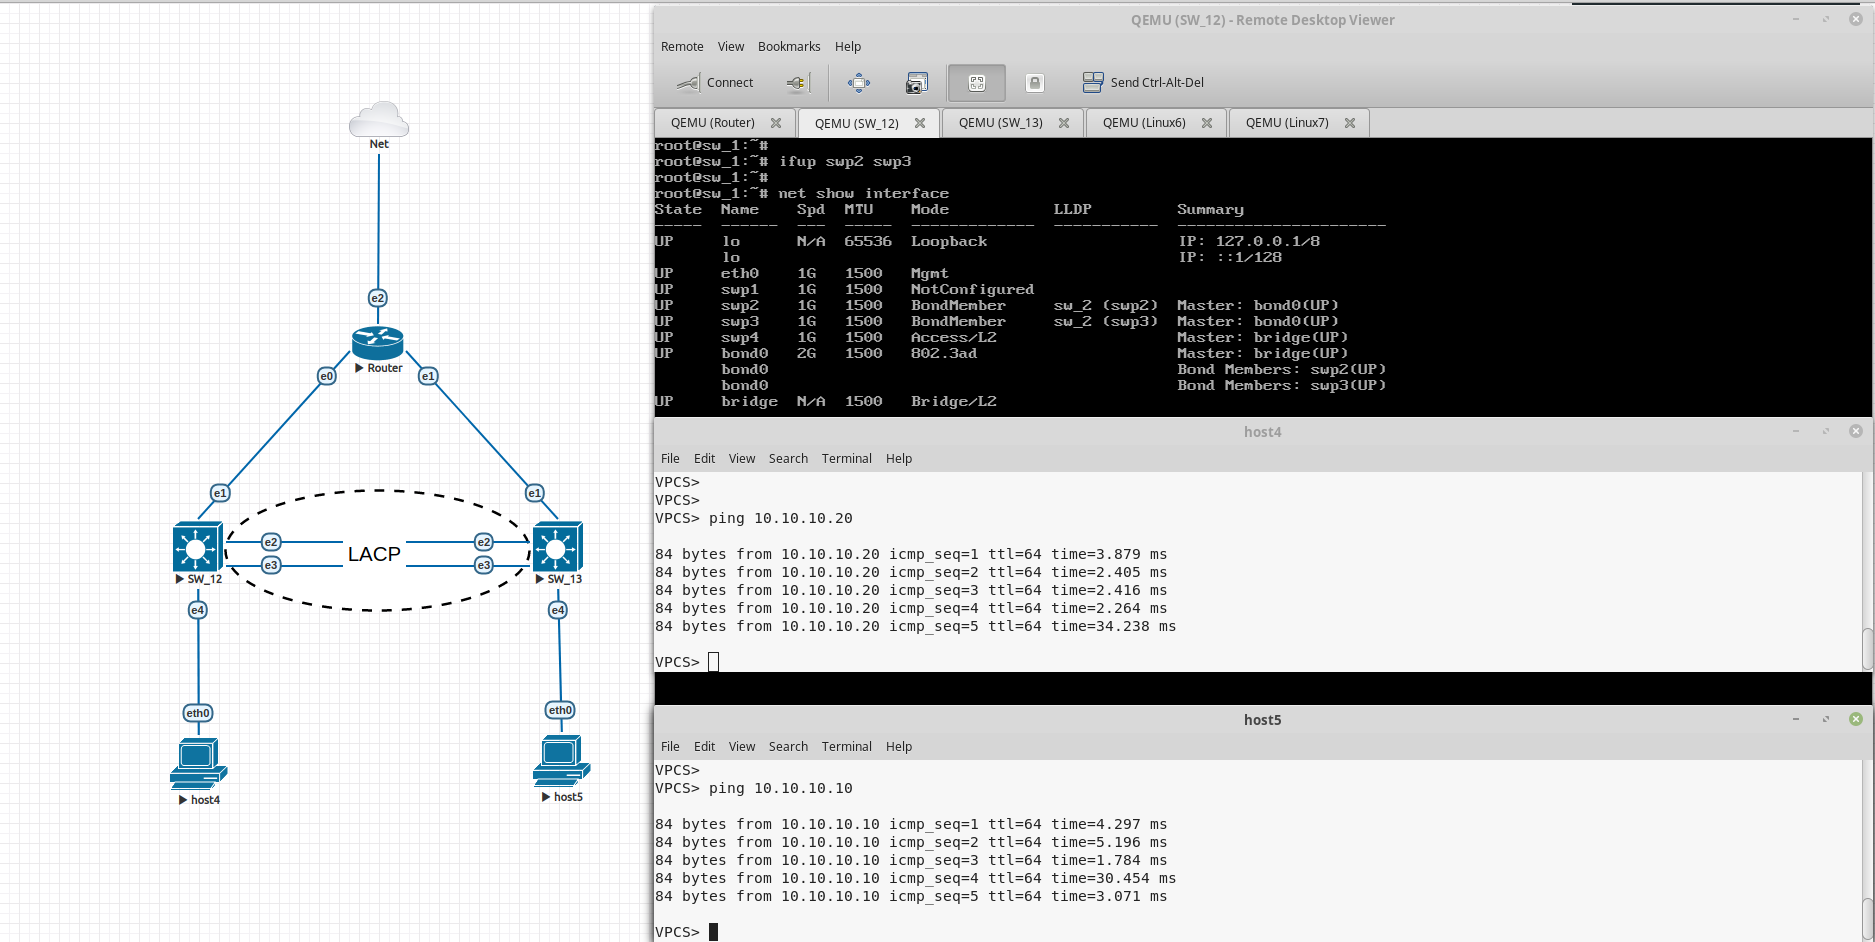 Net
e2
Router
e0
e1
e1
e1
e2
LACP
e2
e3
e3
SW_12
SW_13
e4
e4
eth0
eth0
host4
host5
QEMU (SW_12) - Remote Desktop Viewer
Remote View Bookmarks Help
Connect
Send Ctrl-Alt-Del
QEMU (Router) QEMU (SW_12) QEMU (SW_13) QEMU (Linux6) QEMU (Linux7)
root@sw_1:~#
root@sw_1:~# ifup swp2 swp3
root@sw_1:~#
root@sw_1:~# net show interface
State Name Spd MTU Mode LLDP Summary
----- ------ --- ----- ------------- ----------- ----------------------
UP lo N/A 65536 Loopback IP: 127.0.0.1/8
lo IP: ::1/128
UP eth0 1G 1500 Mgmt
UP swp1 1G 1500 NotConfigured
UP swp2 1G 1500 BondMember sw_2 (swp2) Master: bond0(UP)
UP swp3 1G 1500 BondMember sw_2 (swp3) Master: bond0(UP)
UP swp4 1G 1500 Access/L2 Master: bridge(UP)
UP bond0 2G 1500 802.3ad Master: bridge(UP)
bond0 Bond Members: swp2(UP)
bond0 Bond Members: swp3(UP)
UP bridge N/A 1500 Bridge/L2
host4
File Edit View Search Terminal Help
VPCS>
VPCS>
VPCS> ping 10.10.10.20
84 bytes from 10.10.10.20 icmp_seq=1 ttl=64 time=3.879 ms
84 bytes from 10.10.10.20 icmp_seq=2 ttl=64 time=2.405 ms
84 bytes from 10.10.10.20 icmp_seq=3 ttl=64 time=2.416 ms
84 bytes from 10.10.10.20 icmp_seq=4 ttl=64 time=2.264 ms
84 bytes from 10.10.10.20 icmp_seq=5 ttl=64 time=34.238 ms
VPCS>
host5
File Edit View Search Terminal Help
VPCS>
VPCS> ping 10.10.10.10
84 bytes from 10.10.10.10 icmp_seq=1 ttl=64 time=4.297 ms
84 bytes from 10.10.10.10 icmp_seq=2 ttl=64 time=5.196 ms
84 bytes from 10.10.10.10 icmp_seq=3 ttl=64 time=1.784 ms
84 bytes from 10.10.10.10 icmp_seq=4 ttl=64 time=30.454 ms
84 bytes from 10.10.10.10 icmp_seq=5 ttl=64 time=3.071 ms
VPCS>